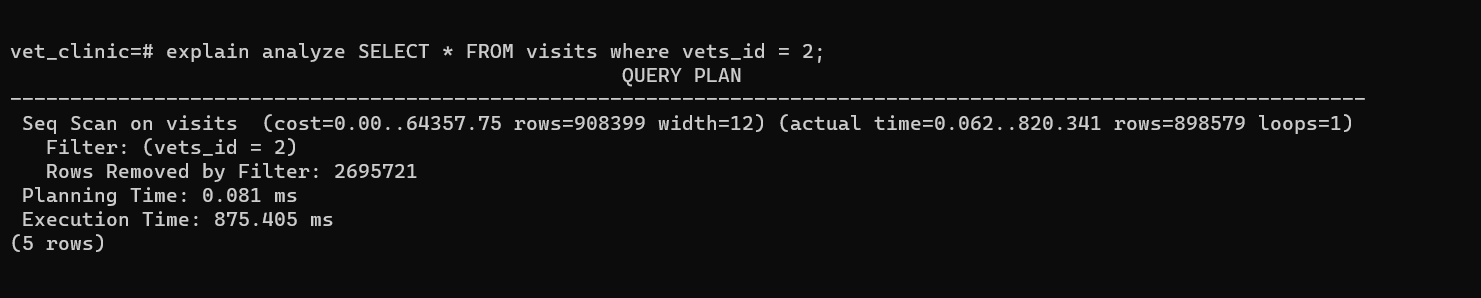 vet_clinic=# explain analyze SELECT * FROM visits where vets_id = 2;
QUERY PLAN
-----------------------------------------------------------------------------------------------------------------
Seq Scan on visits  (cost=0.00..64357.75 rows=908399 width=12) (actual time=0.062..820.341 rows=898579 loops=1)
Filter: (vets_id = 2)
Rows Removed by Filter: 2695721
Planning Time: 0.081 ms
Execution Time: 875.405 ms
(5 rows)